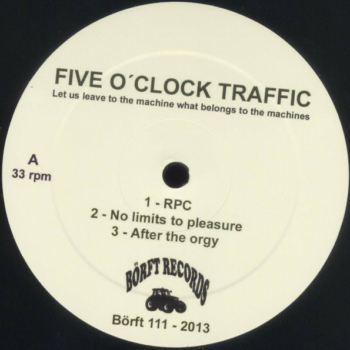 FIVE O´CLOCK TRAFFIC
Let us leave to the machine what belongs to the machines
A
33 rpm
1 - RPC
2 - No limits to pleasure
3 - After the orgy
BÖRFT RECORDS
Börft 111 - 2013